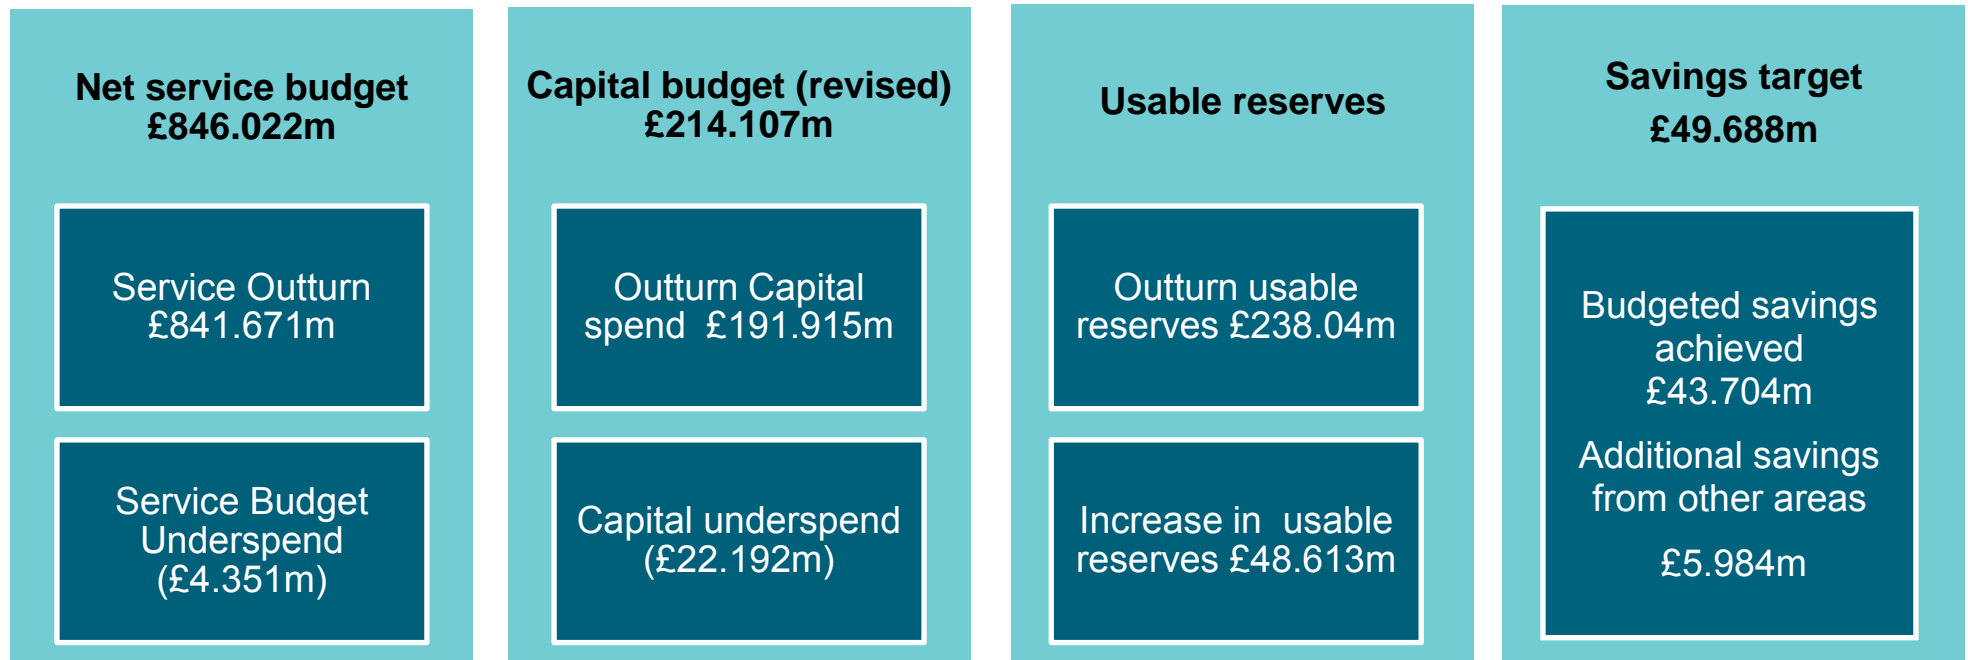 Net service budget
£846.022m
Service Outturn
£841.671m
Service Budget
Underspend
(£4.351m)
Capital budget (revised)
£214.107m
Outturn Capital
spend £191.915m
Capital underspend
(£22.192m)
Usable reserves
Outturn usable
reserves £238.04m
Increase in usable
reserves £48.613m
Savings target
£49.688m
Budgeted savings
achieved
£43.704m
Additional savings
from other areas
£5.984m